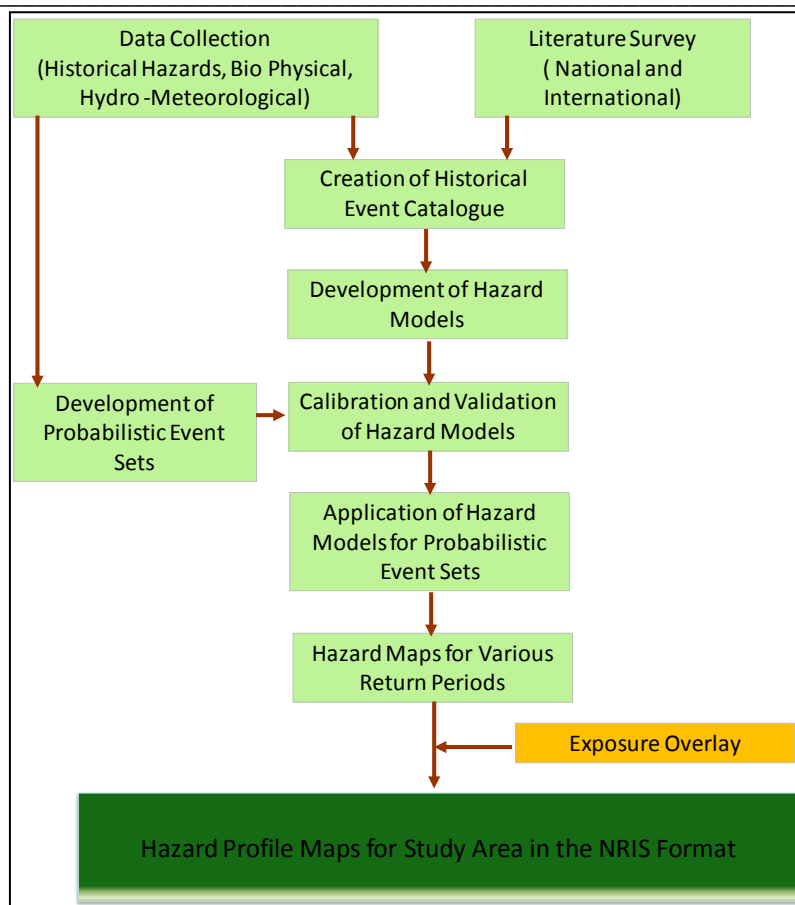 Data Collection
(Historical Hazards, Bio Physical,
Hydro -Meteorological)
Literature Survey
( National and
International)
Creation of Historical
Event Catalogue
Development of Hazard
Models
Development of
Probabilistic Event
Sets
Calibration and Validation
of Hazard Models
Application of Hazard
Models for Probabilistic
Event Sets
Hazard Maps for Various
Return Periods
Exposure Overlay
Hazard Profile Maps for Study Area in the NRIS Format